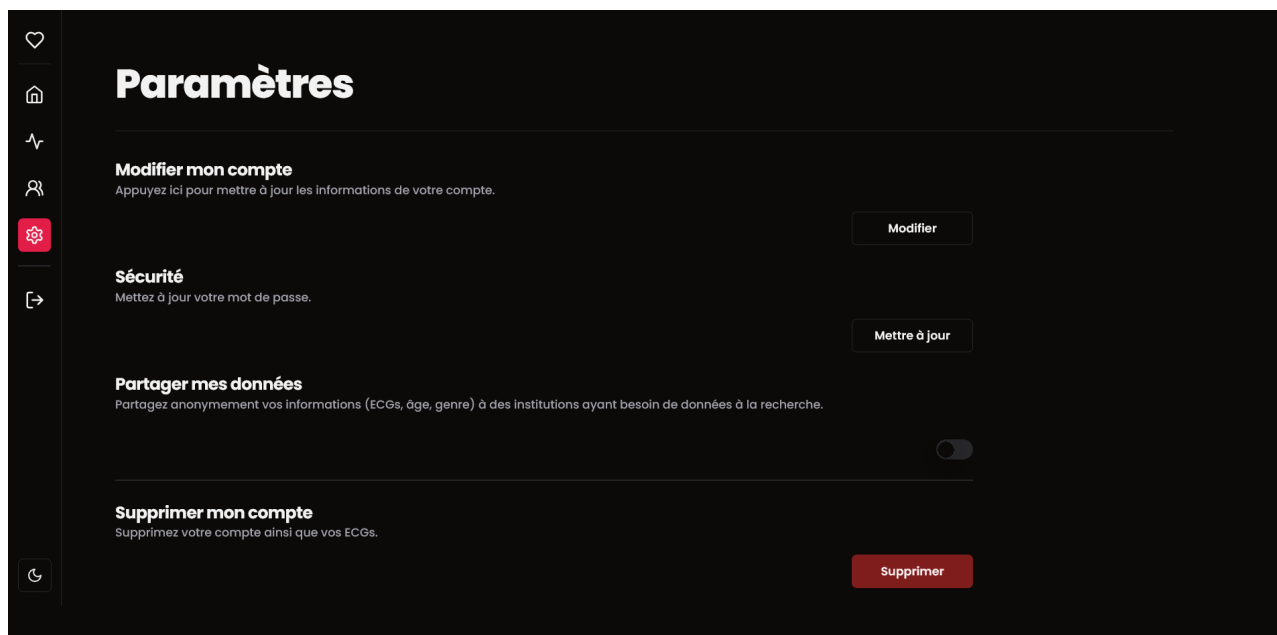 Paramètres
Modifier mon compte
Appuyez ici pour mettre à jour les informations de votre compte.
Modifier
Sécurité
Mettez à jour votre mot de passe.
Mettre à jour
Partager mes données
Partagez anonymement vos informations (ECGs, âge, genre) à des institutions ayant besoin de données à la recherche.
Supprimer mon compte
Supprimez votre compte ainsi que vos ECGs.
Supprimer